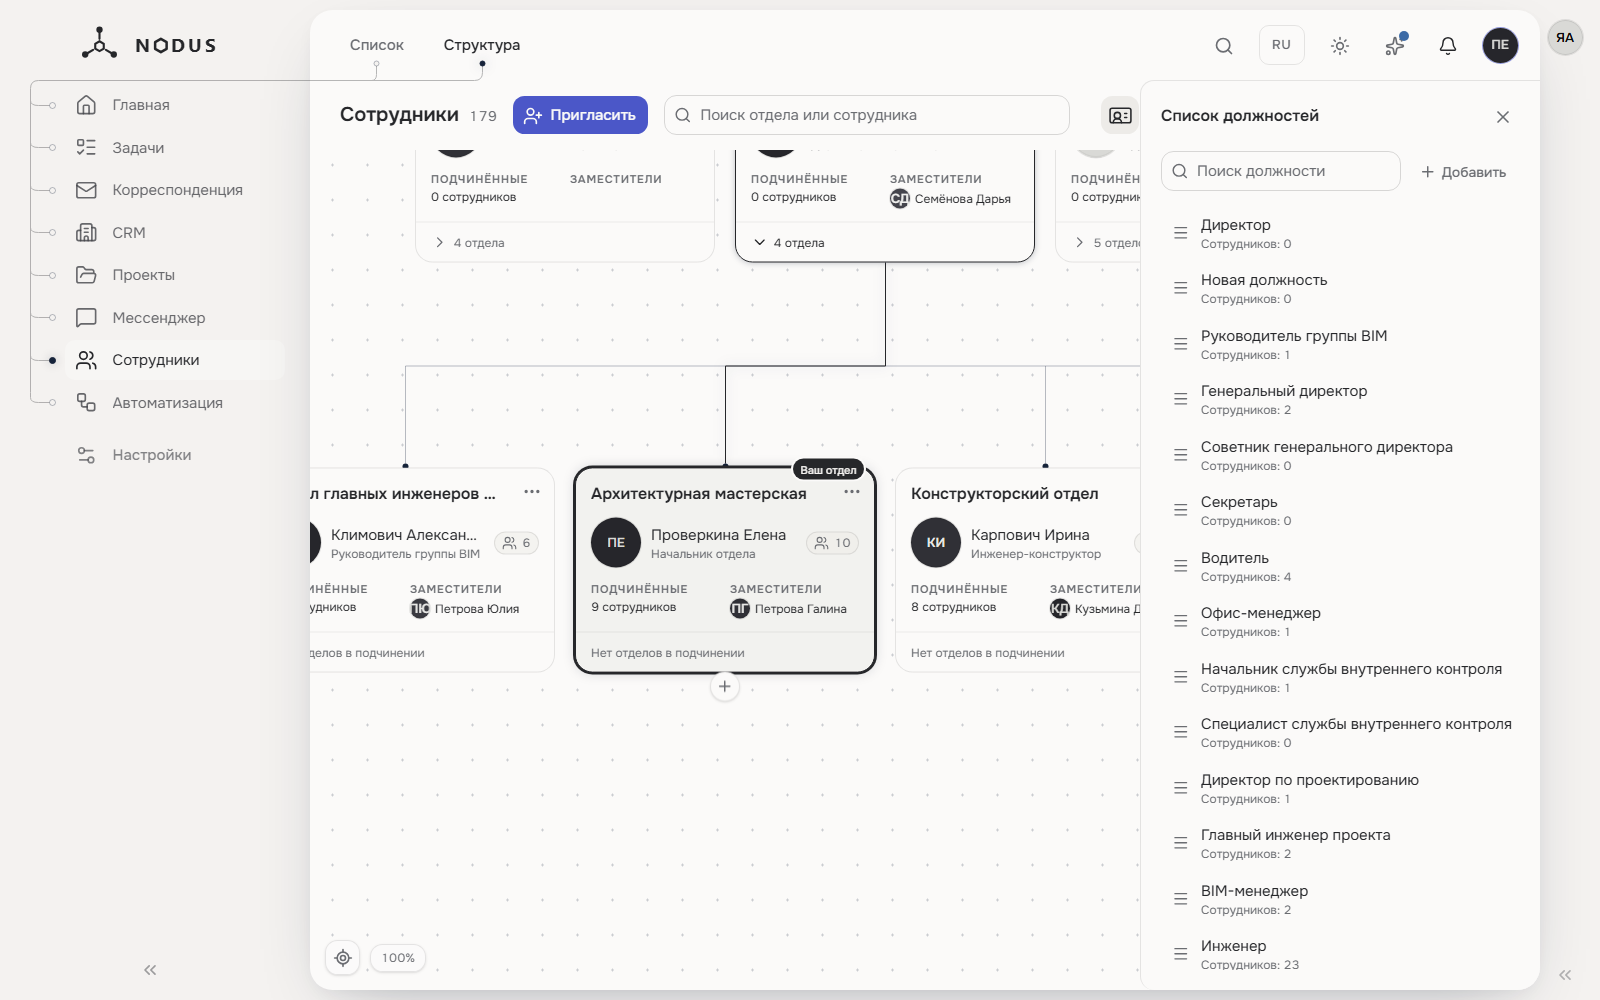 NODUS
Главная
Задачи
Корреспонденция
CRM
Проекты
Мессенджер
Сотрудники
Автоматизация
Настройки
Список
Структура
RU
ПЕ
ЯА
Сотрудники 179
Пригласить
Поиск отдела или сотрудника
ПОДЧИНЁННЫЕ
0 сотрудников
ЗАМЕСТИТЕЛИ
4 отдела
ПОДЧИНЁННЫЕ
0 сотрудников
ЗАМЕСТИТЕЛИ
СД Семёнова Дарья
4 отдела
5
л главных инженеров ...
Климович Алексан...
Руководитель группы BIM
6
ЗАМЕСТИТЕЛИ
Петрова Юлия
в подчинении
Ваш отдел
Архитектурная мастерская
ПЕ
Проверкина Елена
Начальник отдела
10
ПОДЧИНЁННЫЕ
9 сотрудников
ЗАМЕСТИТЕЛИ
ПГ Петрова Галина
Нет отделов в подчинении
Конструкторский отдел
КИ
Карпович Ирина
Инженер-конструктор
ПОДЧИНЁННЫЕ
8 сотрудников
ЗАМЕСТИТЕЛИ
КД Кузьмина
Нет отделов в подчинении
100%
Список должностей
Поиск должности
Добавить
Директор
Сотрудников: 0
Новая должность
Сотрудников: 0
Руководитель группы BIM
Сотрудников: 1
Генеральный директор
Сотрудников: 2
Советник генерального директора
Сотрудников: 0
Секретарь
Сотрудников: 0
Водитель
Сотрудников: 4
Офис-менеджер
Сотрудников: 1
Начальник службы внутреннего контроля
Сотрудников: 1
Специалист службы внутреннего контроля
Сотрудников: 0
Директор по проектированию
Сотрудников: 1
Главный инженер проекта
Сотрудников: 2
BIM-менеджер
Сотрудников: 2
Инженер
Сотрудников: 23